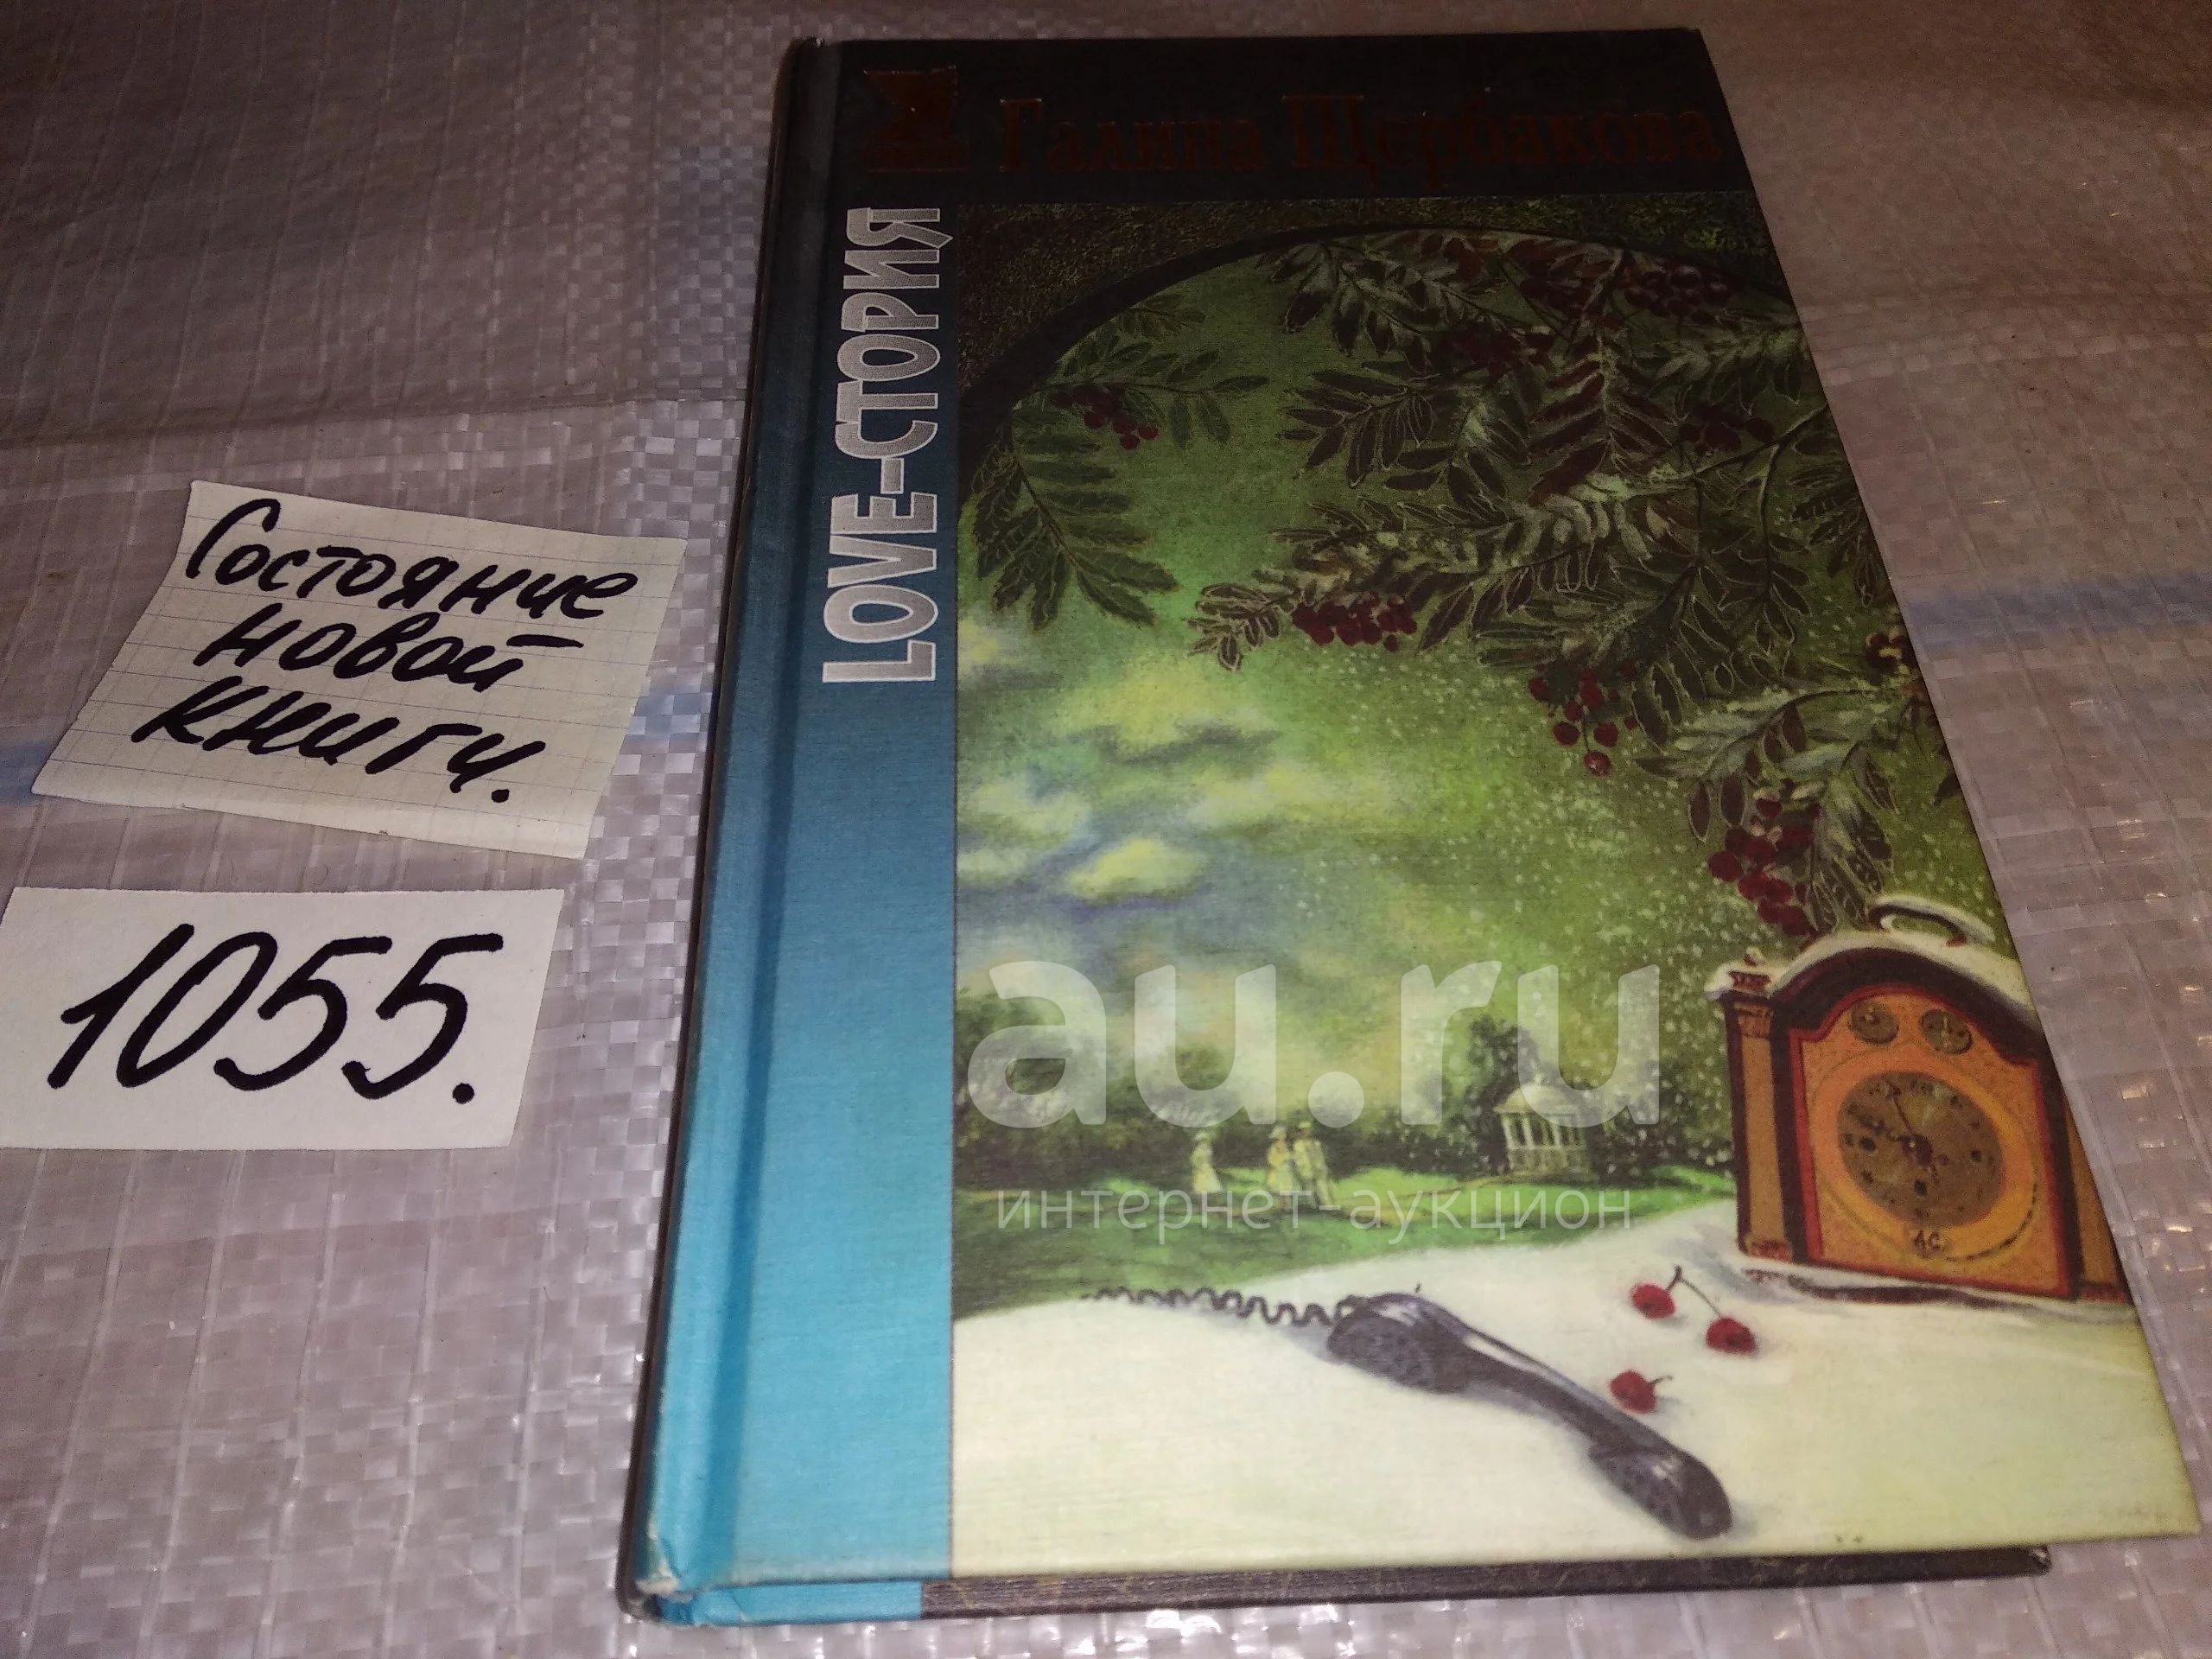 Галина Щербакова
LOVE-СТОРИЯ
Состояние
новой
книги.
1055.
au.ru
интернет аукцион
А.С.